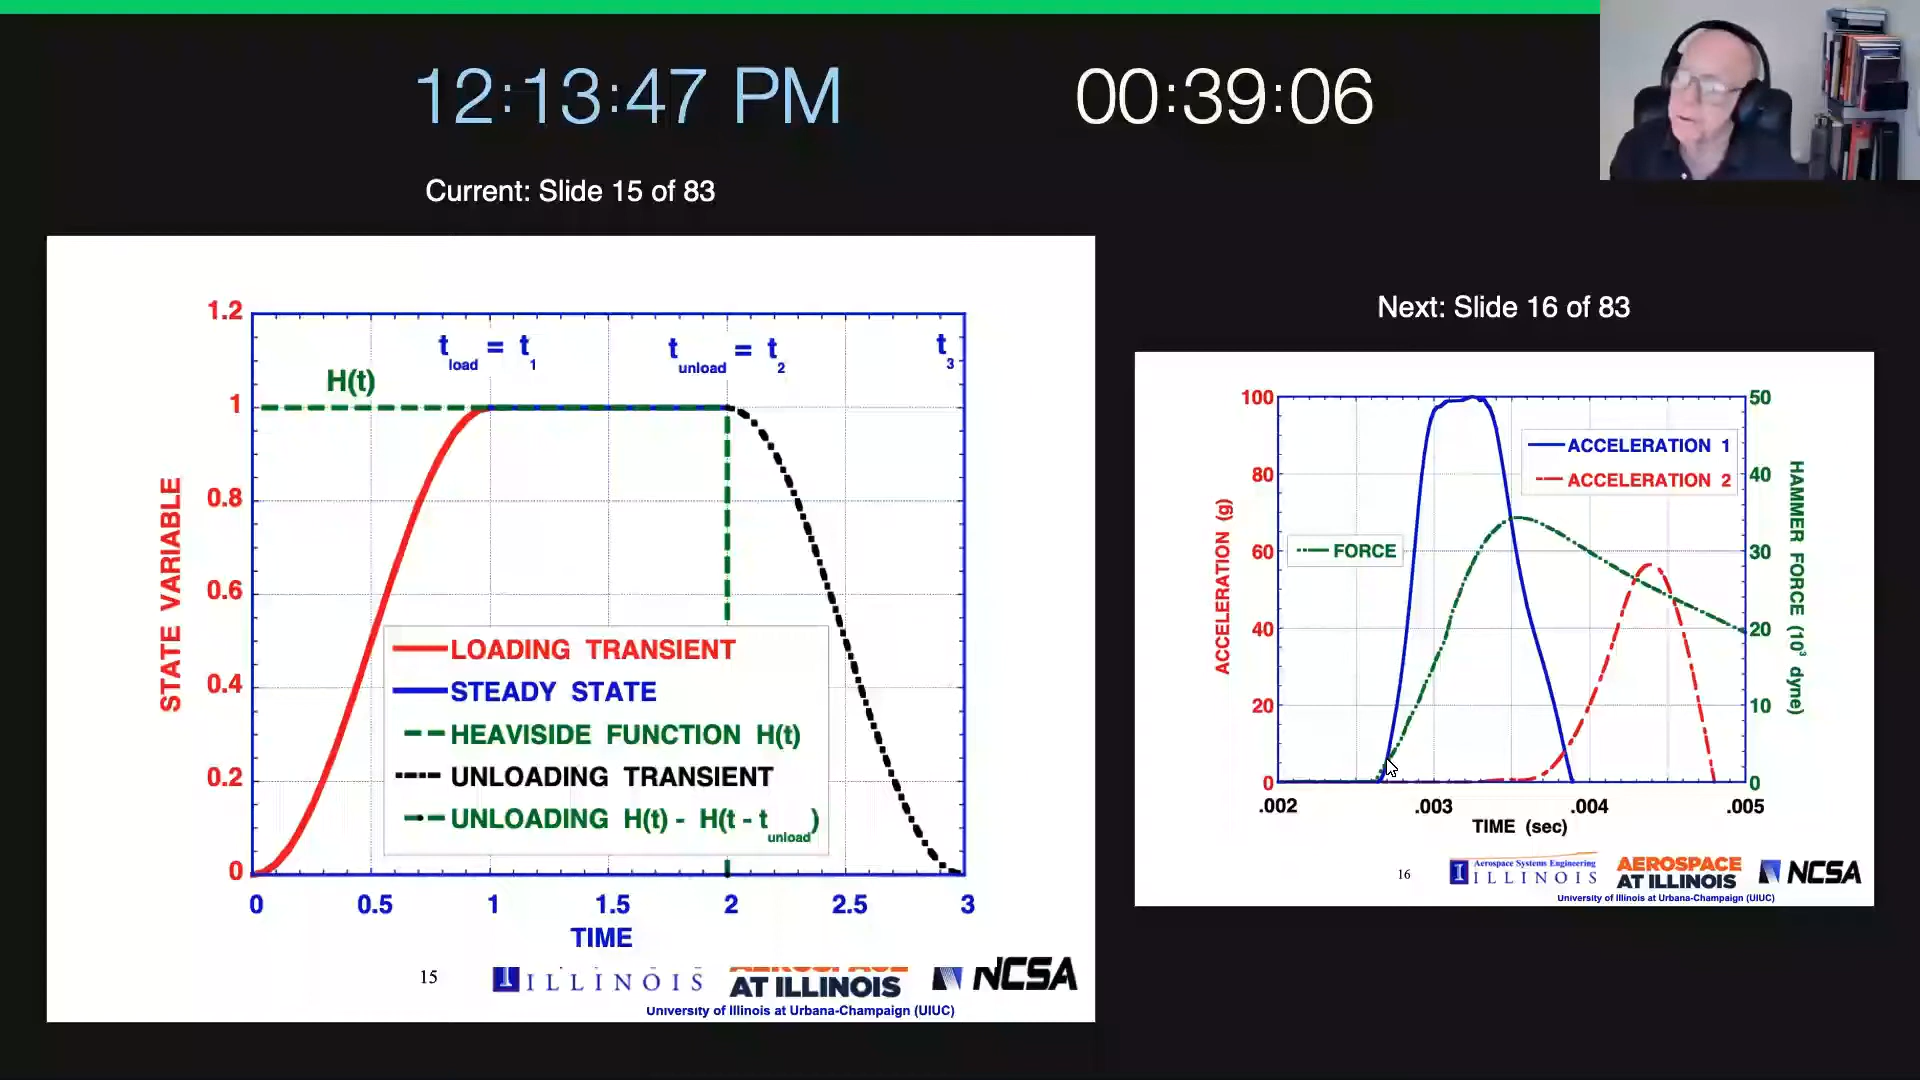 12:13:47 PM
00:39:06
Current: Slide 15 of 83
1.2
1
0.8
0.6
0.4
0.2
0
STATE VARIABLE
t load = t 1
t unload = t 2
t 3
H(t)
LOADING TRANSIENT
STEADY STATE
HEAVISIDE FUNCTION H(t)
UNLOADING TRANSIENT
UNLOADING H(t) - H(t - t unload)
0 0.5 1 1.5 2 2.5 3
TIME
15
I ILLINOIS
AEROSPACE
AT ILLINOIS
NCSA
University of Illinois at Urbana-Champaign (UIUC)
Next: Slide 16 of 83
100
80
60
40
20
0
ACCELERATION (g)
ACCELERATION 1
ACCELERATION 2
FORCE
50
40
30
20
10
0
HAMMER FORCE (10³ dyne)
.002 .003 .004 .005
TIME (sec)
16
Aerospace Systems Engineering
I ILLINOIS
AEROSPACE
AT ILLINOIS
NCSA
University of Illinois at Urbana-Champaign (UIUC)